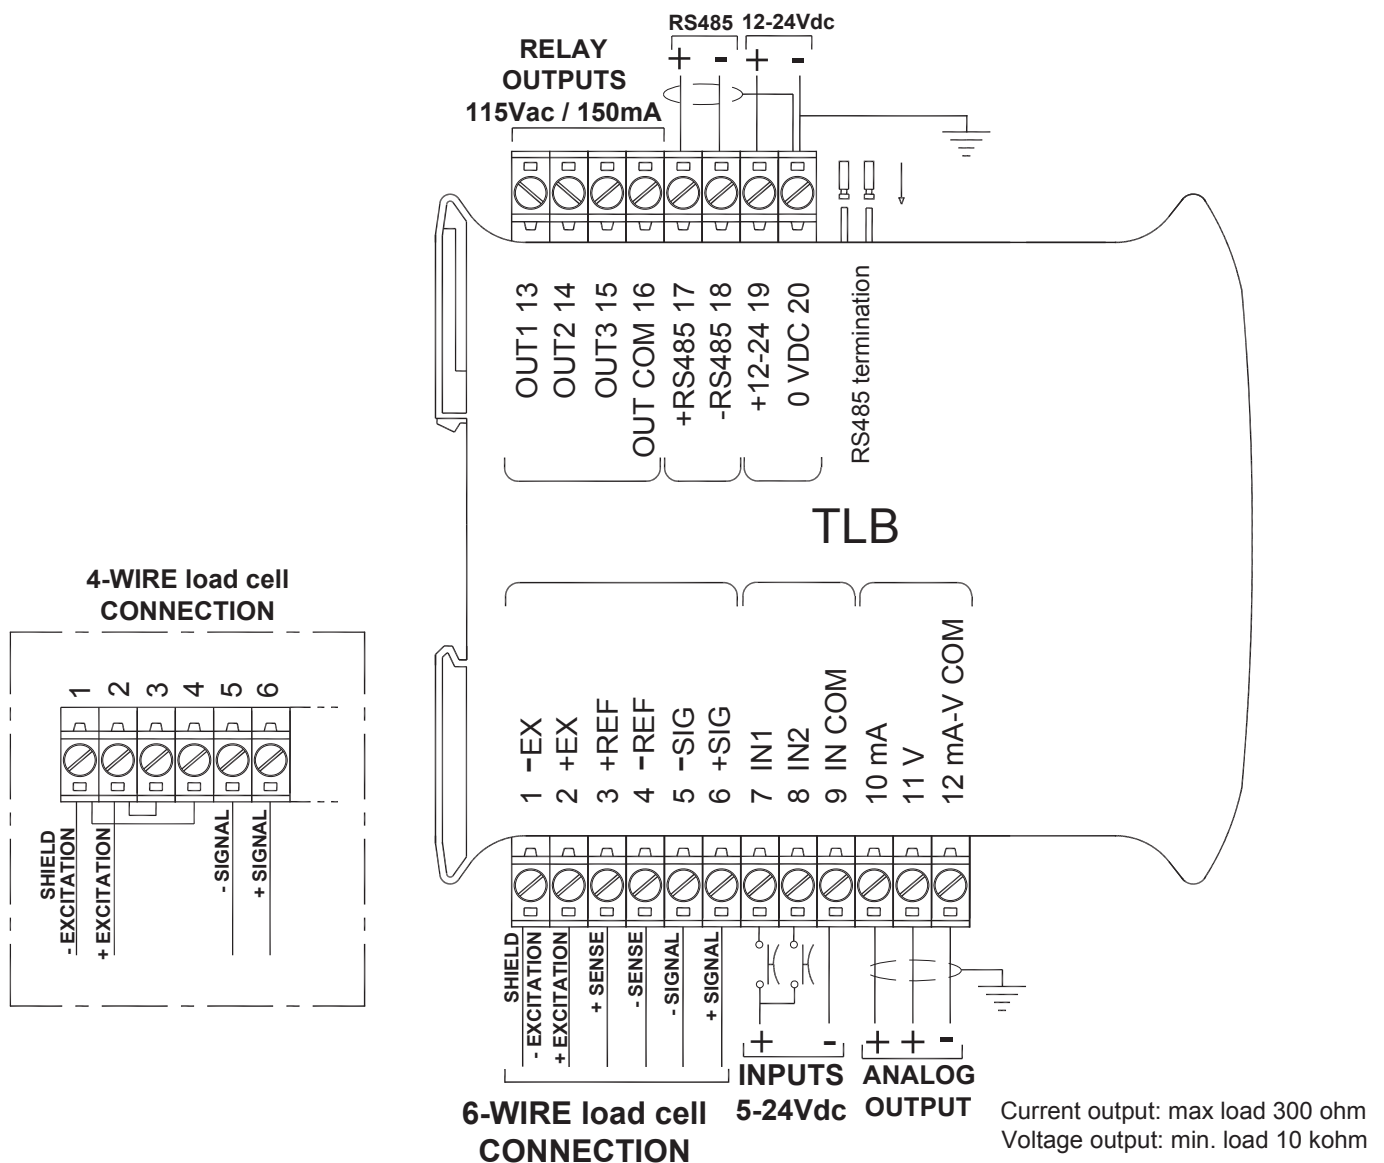 RS485 12-24Vdc
+ - + -
RELAY
OUTPUTS
115Vac / 150mA
OUT1 13
OUT2 14
OUT3 15
OUT COM 16
+RS485 17
-RS485 18
+12-24 19
0 VDC 20
RS485 termination
TLB
4-WIRE load cell
CONNECTION
1
2
3
4
5
6
SHIELD
- EXCITATION
+ EXCITATION
- SIGNAL
+ SIGNAL
1 -EX
2 +EX
3 +REF
4 -REF
5 -SIG
6 +SIG
7 IN1
8 IN2
9 IN COM
10 mA
11 V
12 mA-V COM
SHIELD
- EXCITATION
+ EXCITATION
+ SENSE
- SENSE
- SIGNAL
+ SIGNAL
+ -
+ + -
6-WIRE load cell
CONNECTION
INPUTS
5-24Vdc
ANALOG
OUTPUT
Current output: max load 300 ohm
Voltage output: min. load 10 kohm